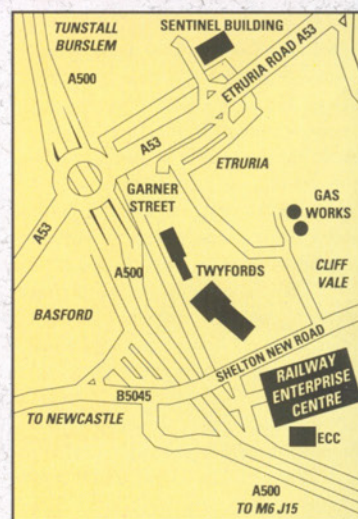 TUNSTALL
BURSLEM
SENTINEL BUILDING
A500
ETRURIA ROAD A53
A53
ETRURIA
GARNER
STREET
GAS
WORKS
A53
A500
TWYFORDS
CLIFF
VALE
BASFORD
SHELTON NEW ROAD
RAILWAY
ENTERPRISE
CENTRE
B5045
TO NEWCASTLE
ECC
A500
TO M6 J15